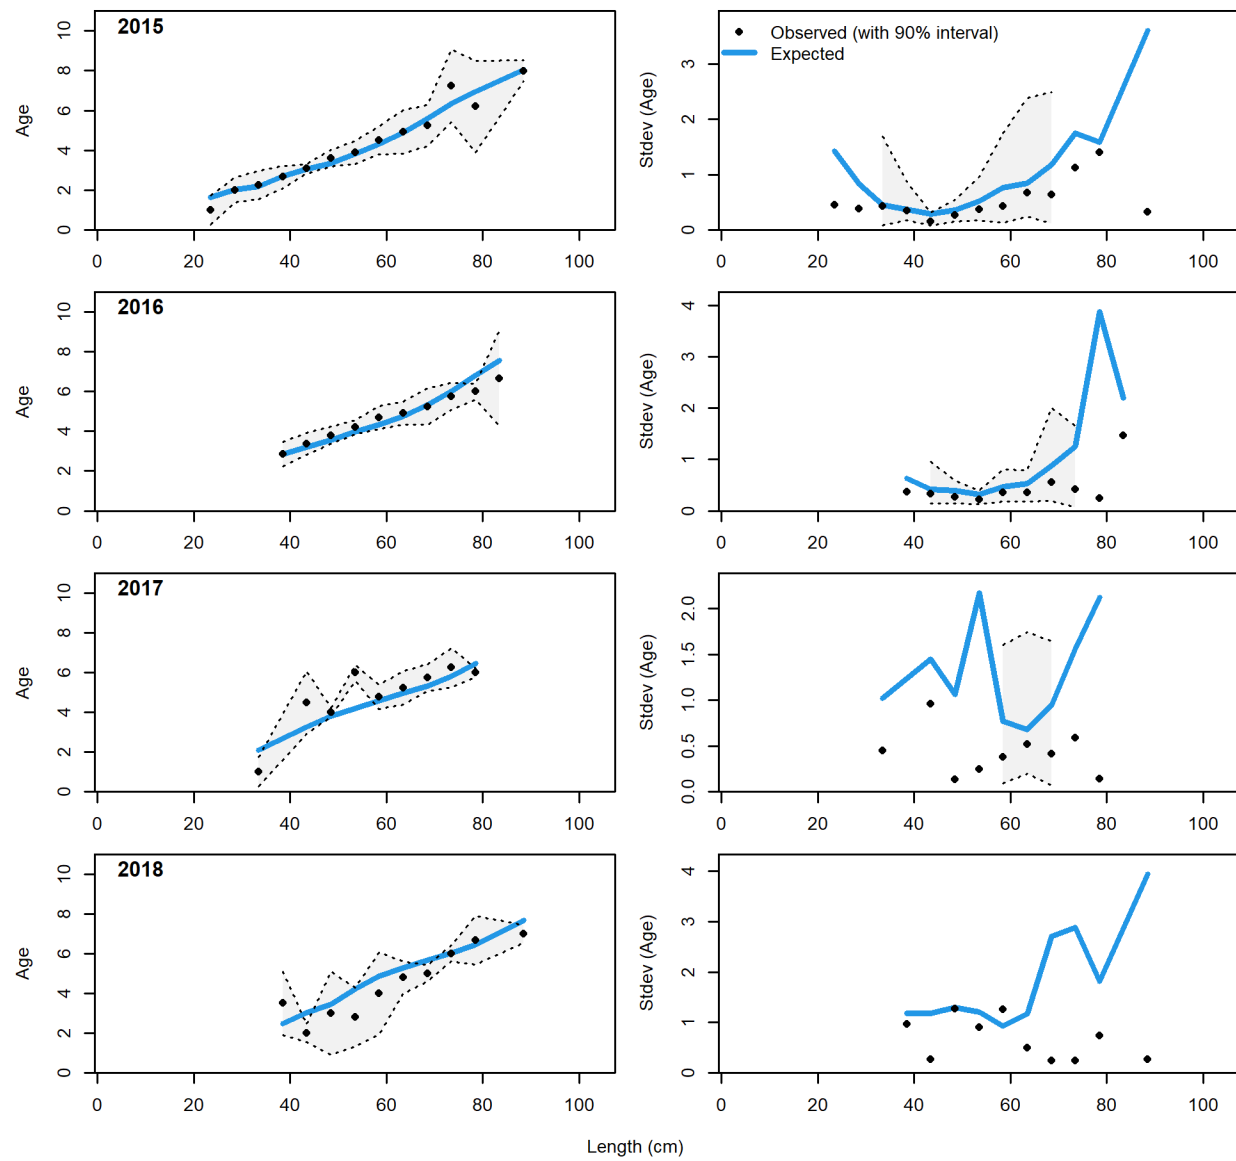 2015
Age
0 2 4 6 8 10
0 20 40 60 80 100
Observed (with 90% interval)
Expected
Stdev (Age)
0 1 2 3
0 20 40 60 80 100
2016
Age
0 2 4 6 8 10
0 20 40 60 80 100
Stdev (Age)
0 1 2 3 4
0 20 40 60 80 100
2017
Age
0 2 4 6 8 10
0 20 40 60 80 100
Stdev (Age)
0.0 0.5 1.0 1.5 2.0
0 20 40 60 80 100
2018
Age
0 2 4 6 8 10
0 20 40 60 80 100
Stdev (Age)
0 1 2 3 4
0 20 40 60 80 100
Length (cm)